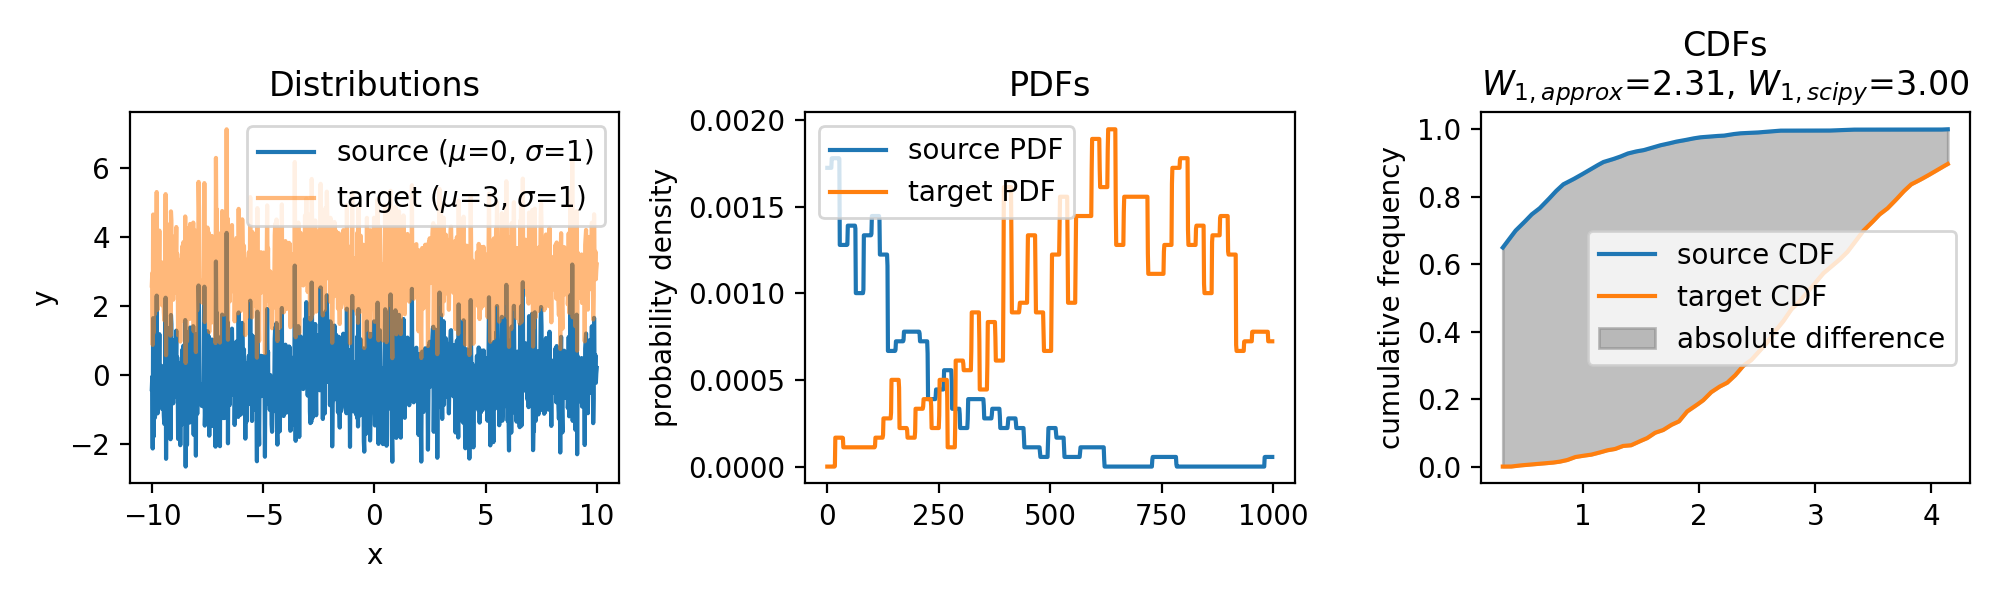 Distributions
source (μ=0, σ=1)
target (μ=3, σ=1)
y
6
4
2
0
−2
−10
−5
0
5
10
x
PDFs
source PDF
target PDF
probability density
0.0020
0.0015
0.0010
0.0005
0.0000
0
250
500
750
1000
CDFs
W1,approx=2.31, W1,scipy=3.00
source CDF
target CDF
absolute difference
cumulative frequency
1.0
0.8
0.6
0.4
0.2
0.0
1
2
3
4